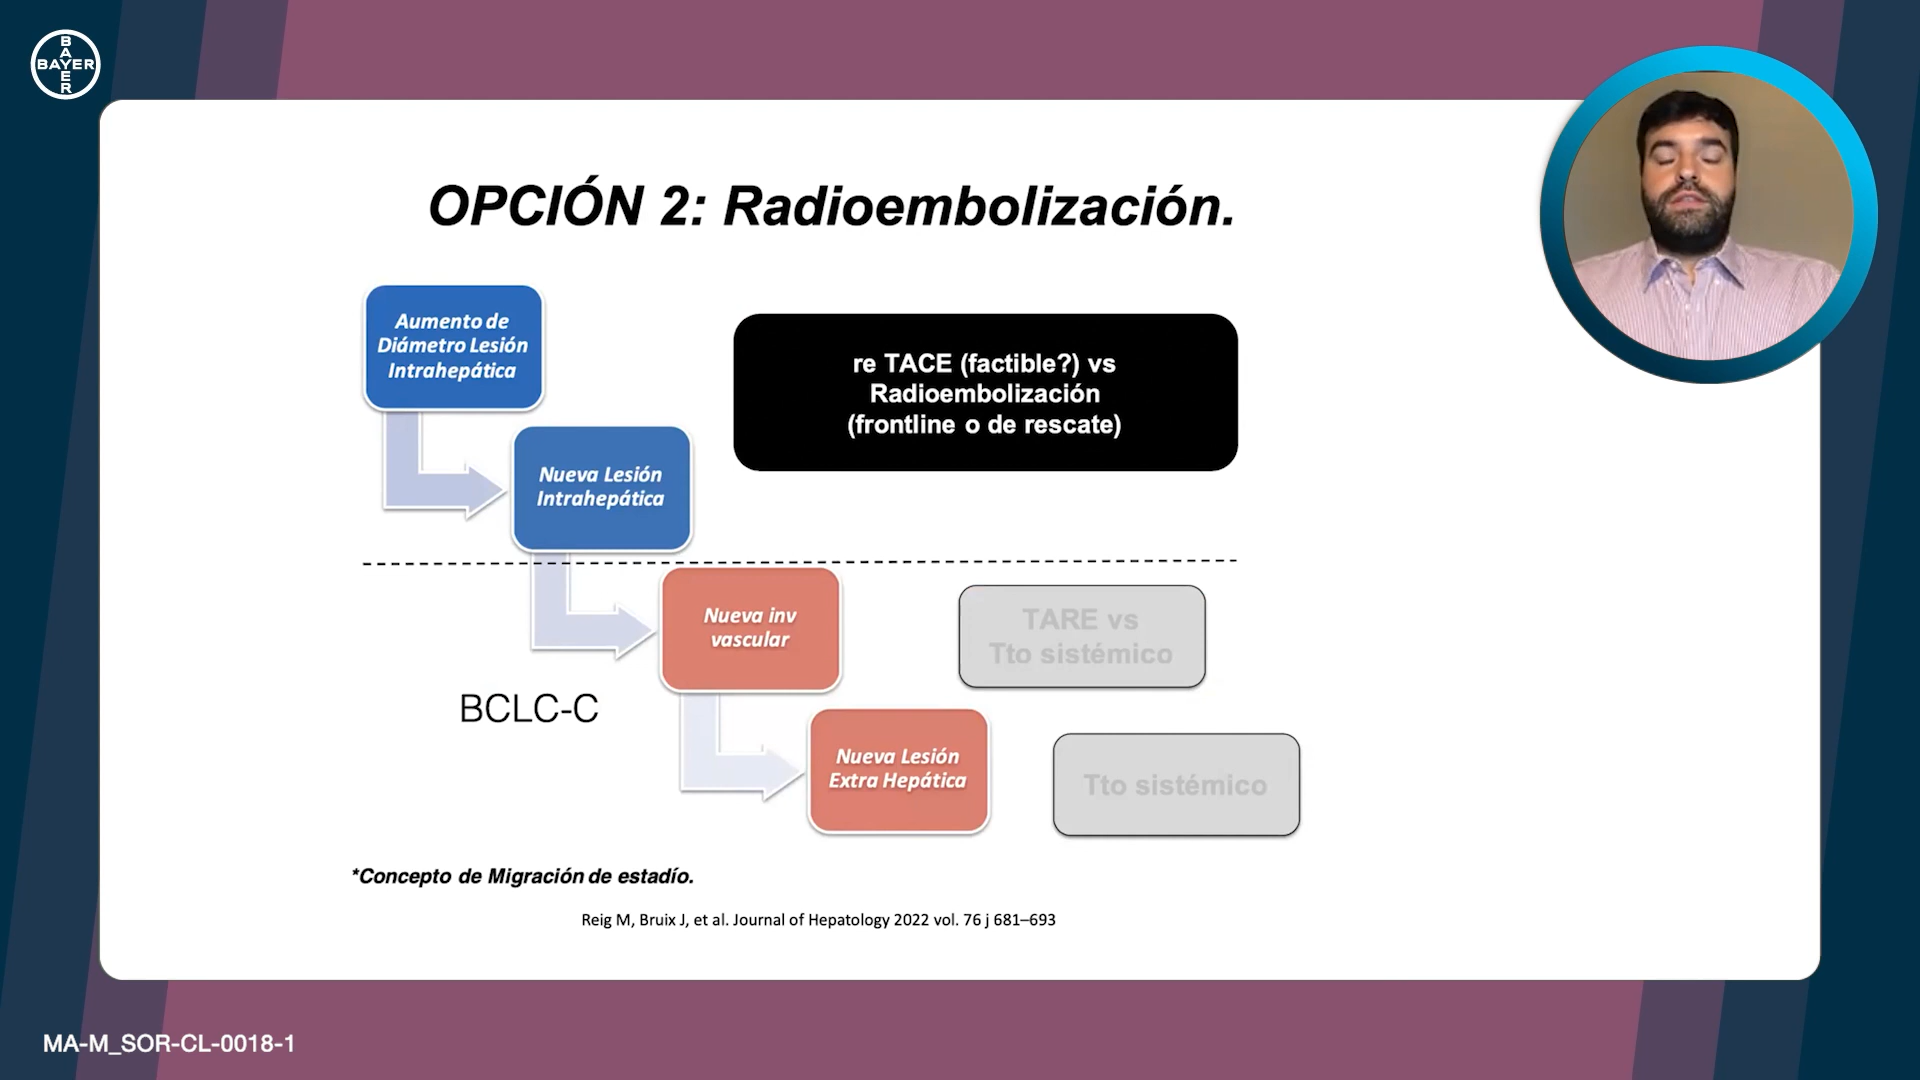 BAYER
BAYER
OPCIÓN 2: Radioembolización.
Aumento de
Diámetro Lesión
Intrahepática
re TACE (factible?) vs
Radioembolización
(frontline o de rescate)
Nueva Lesión
Intrahepática
Nueva inv
vascular
TARE vs
Tto sistémico
BCLC-C
Nueva Lesión
Extra Hepática
Tto sistémico
*Concepto de Migración de estadío.
Reig M, Bruix J, et al. Journal of Hepatology 2022 vol. 76 j 681–693
MA-M_SOR-CL-0018-1